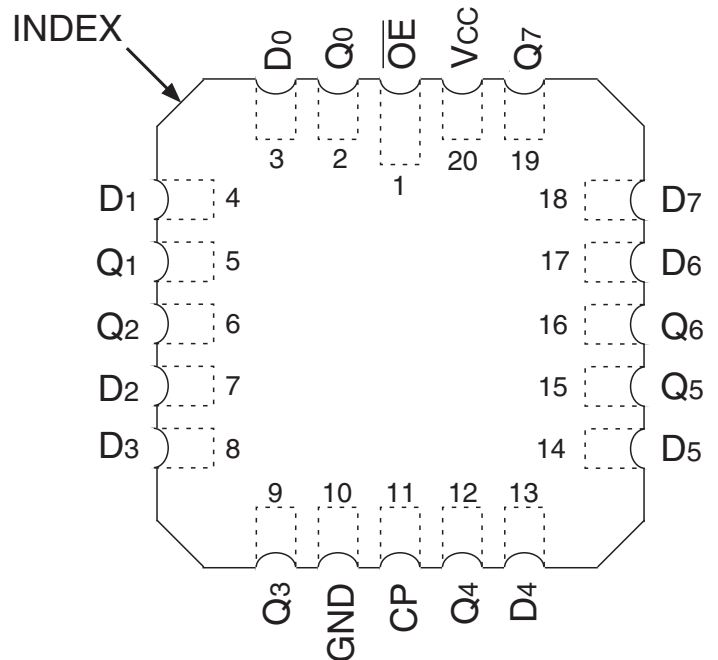 INDEX
D0 Q0 O̅E̅ VCC Q7
3 2 1 20 19
D1 4 18 D7
Q1 5 17 D6
Q2 6 16 Q6
D2 7 15 Q5
D3 8 14 D5
9 10 11 12 13
Q3 GND CP Q4 D4